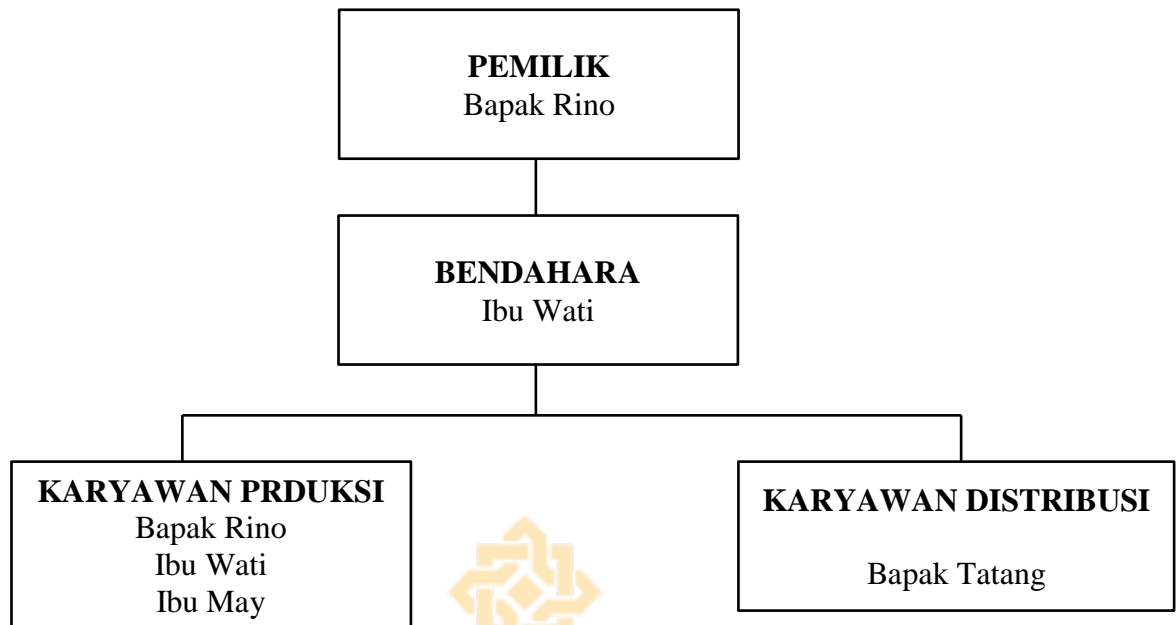 PEMILIK
Bapak Rino
BENDAHARA
Ibu Wati
KARYAWAN PRDUKSI
Bapak Rino
Ibu Wati
Ibu May
KARYAWAN DISTRIBUSI
Bapak Tatang